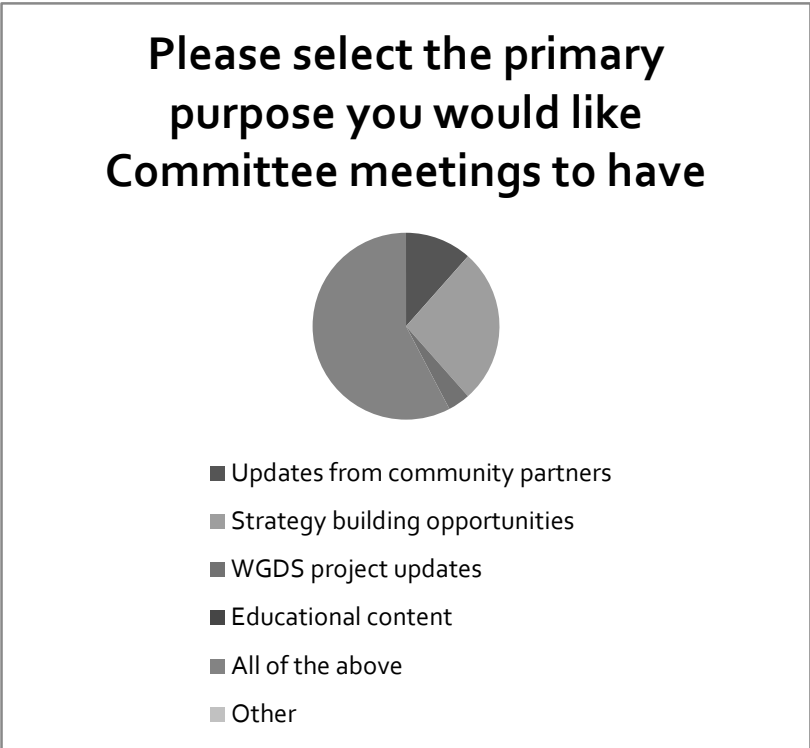 Please select the primary
purpose you would like
Committee meetings to have
Updates from community partners
Strategy building opportunities
WGDS project updates
Educational content
All of the above
Other